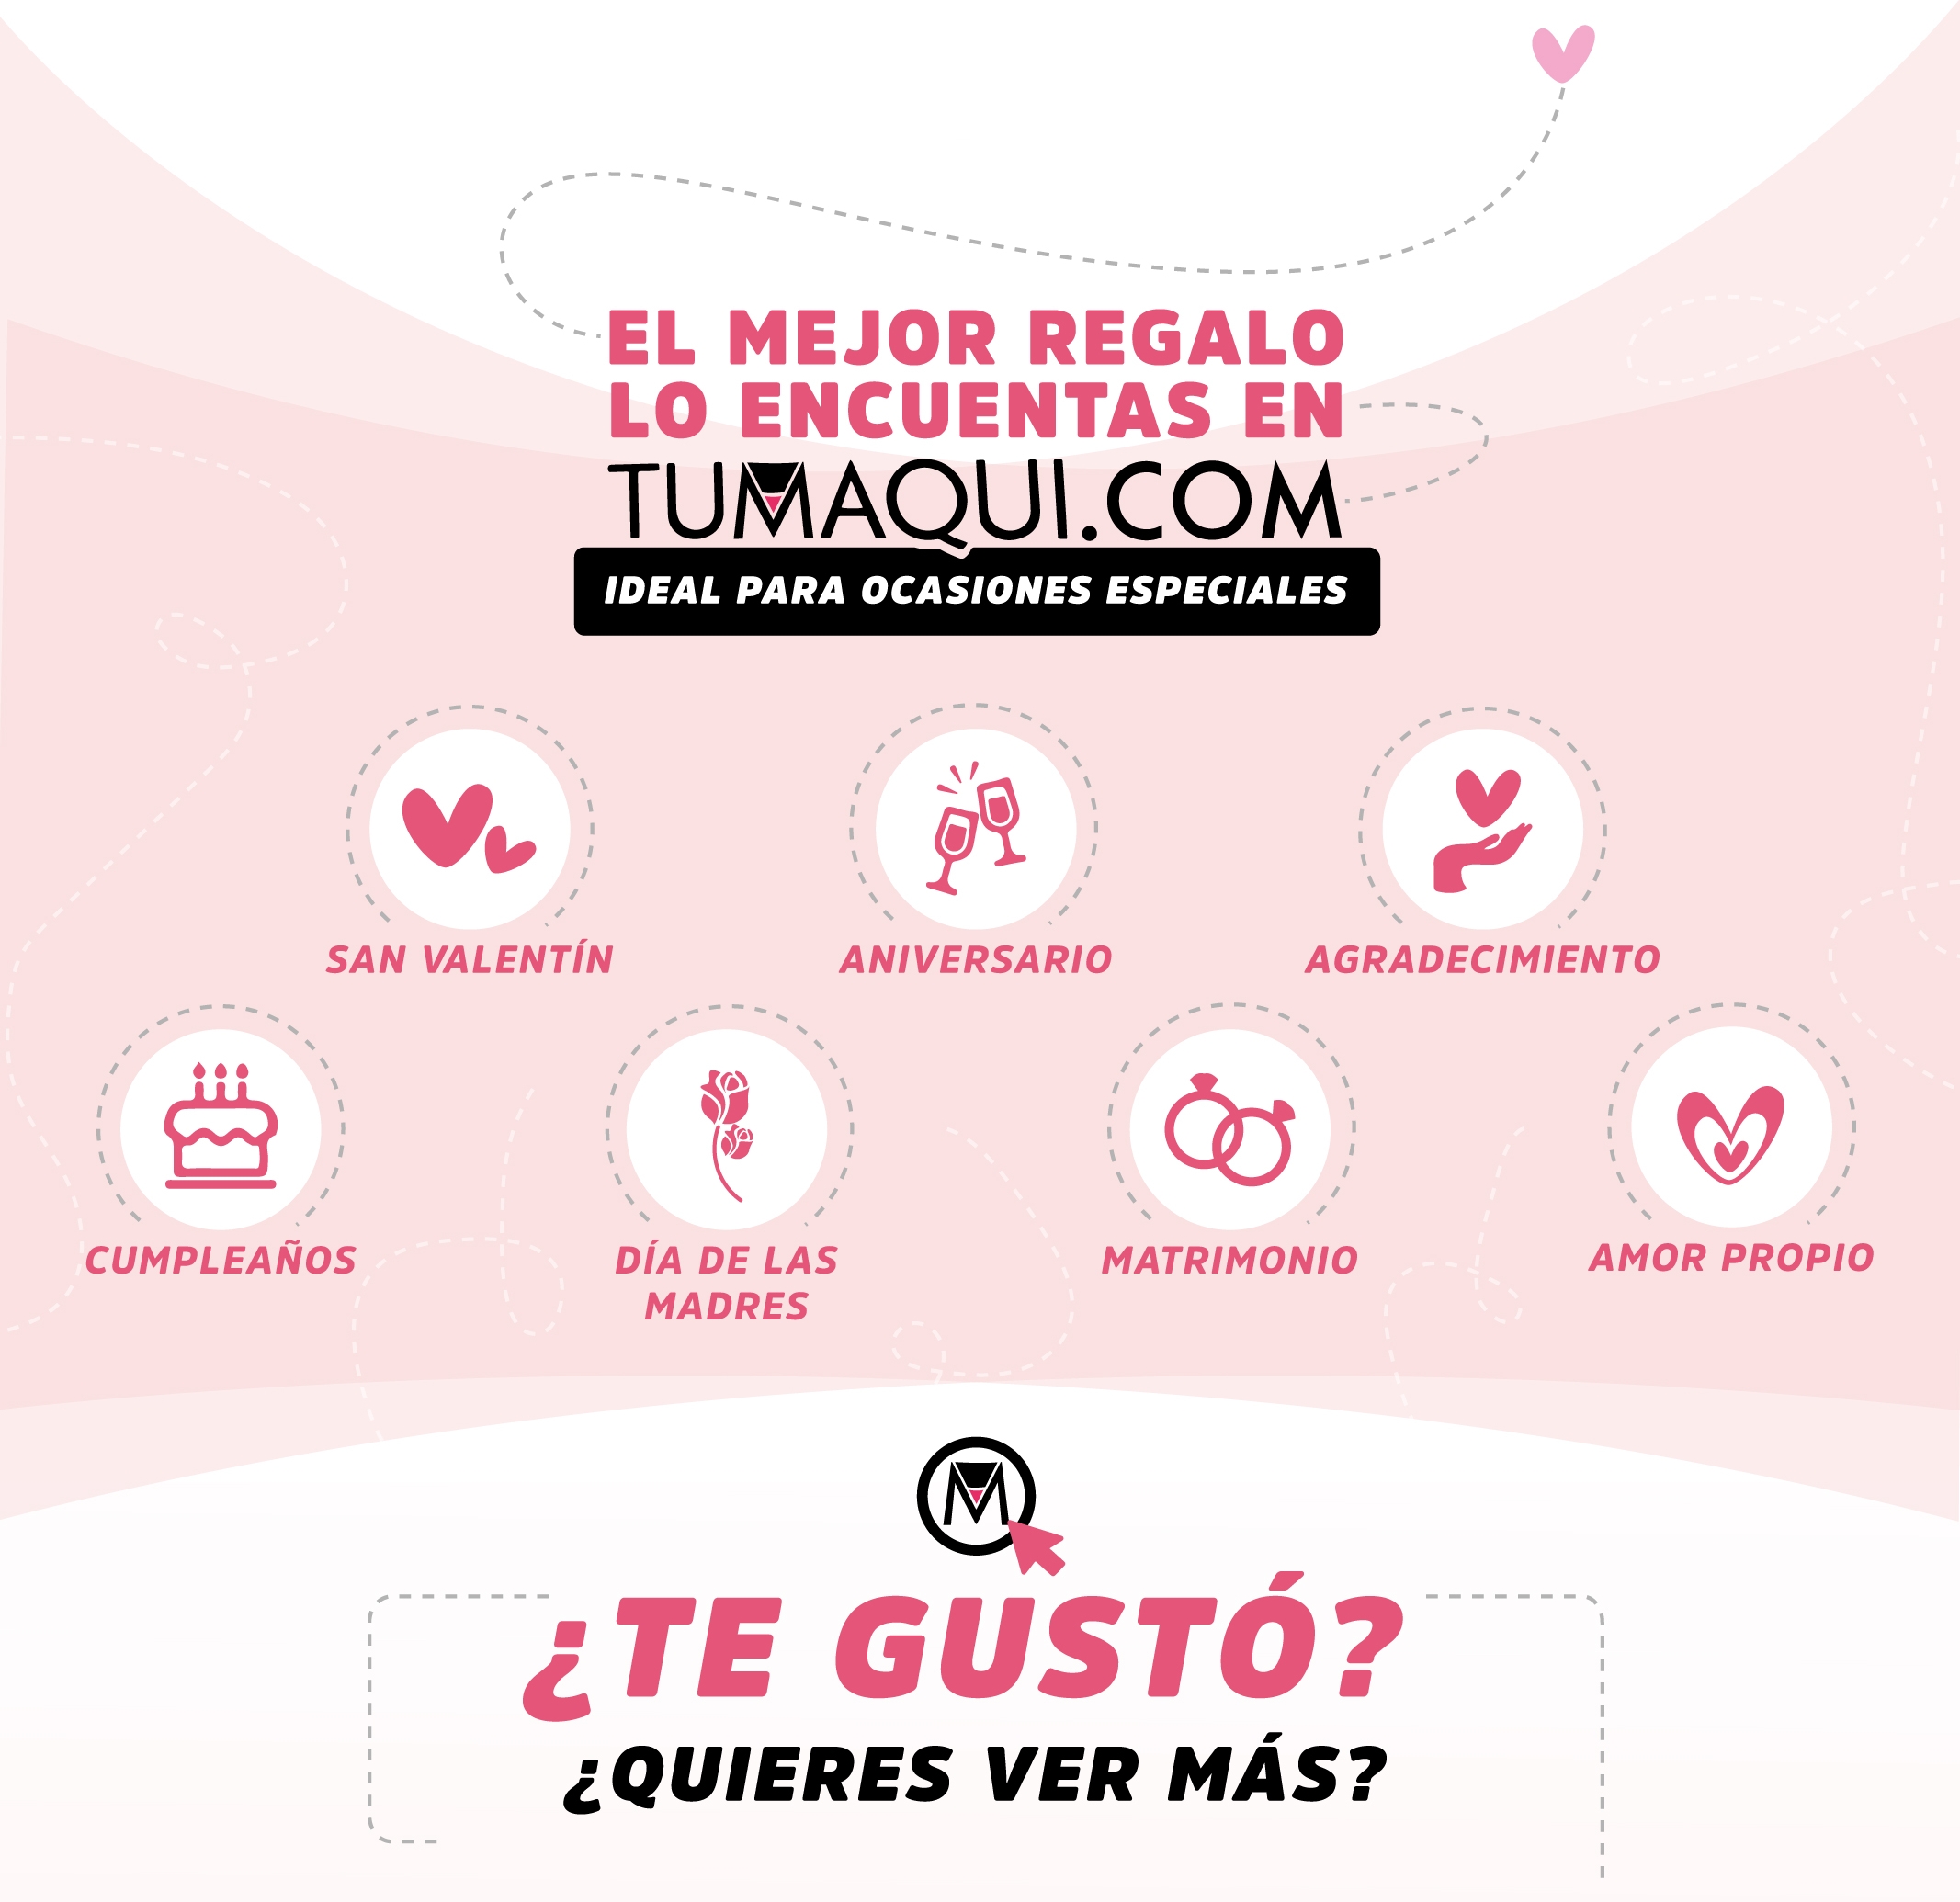 EL MEJOR REGALO
LO ENCUENTAS EN
TUMAQUI.COM
IDEAL PARA OCASIONES ESPECIALES
SAN VALENTÍN
ANIVERSARIO
AGRADECIMIENTO
CUMPLEAÑOS
DÍA DE LAS
MADRES
MATRIMONIO
AMOR PROPIO
M
¿TE GUSTÓ?
¿QUIERES VER MÁS?